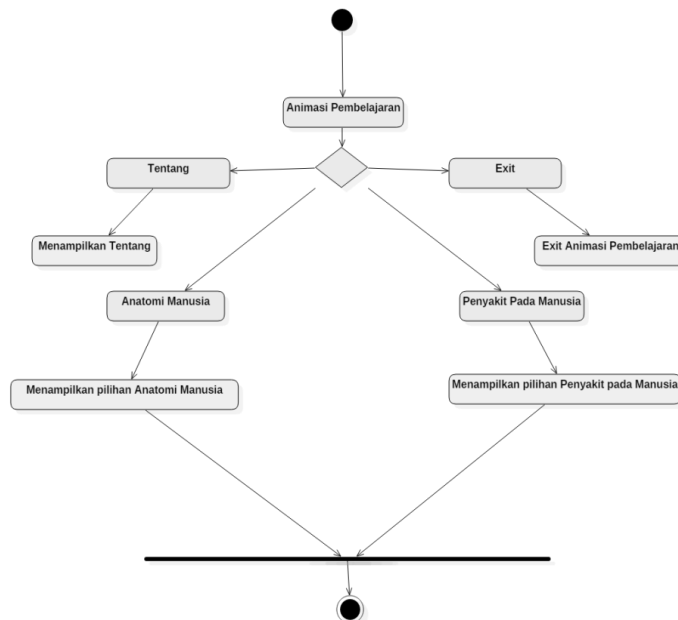 Animasi Pembelajaran
Tentang
Exit
Menampilkan Tentang
Exit Animasi Pembelajaran
Anatomi Manusia
Penyakit Pada Manusia
Menampilkan pilihan Anatomi Manusia
Menampilkan pilihan Penyakit pada Manusia